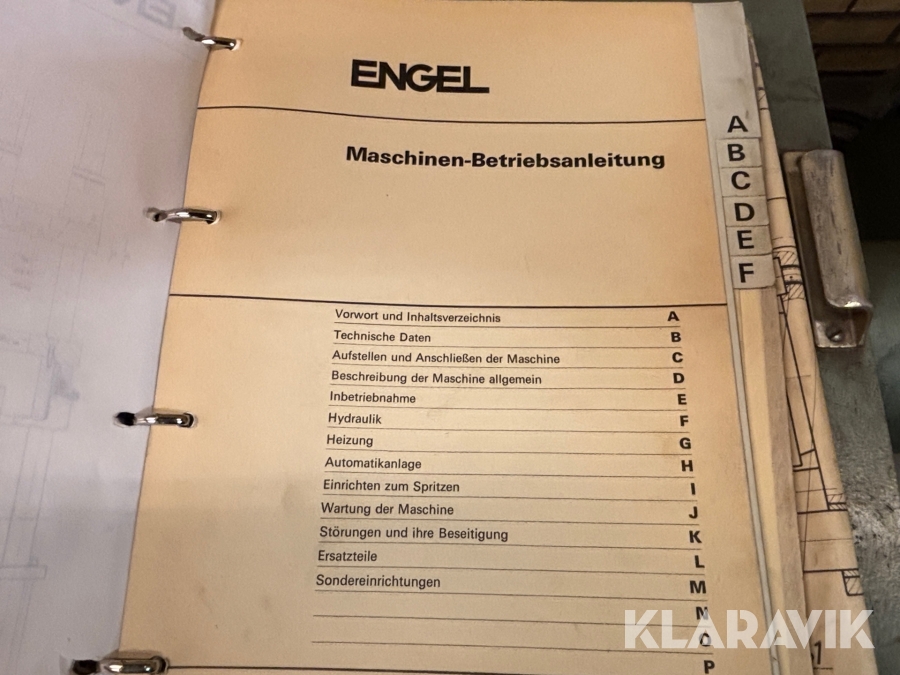 ENGEL
Maschinen-Betriebsanleitung
A
B
C
D
E
F
Vorwort und Inhaltsverzeichnis A
Technische Daten B
Aufstellen und Anschließen der Maschine C
Beschreibung der Maschine allgemein D
Inbetriebnahme E
Hydraulik F
Heizung G
Automatikanlage H
Einrichten zum Spritzen I
Wartung der Maschine J
Störungen und ihre Beseitigung K
Ersatzteile L
Sondereinrichtungen M
N
O
P
KLARAVIK